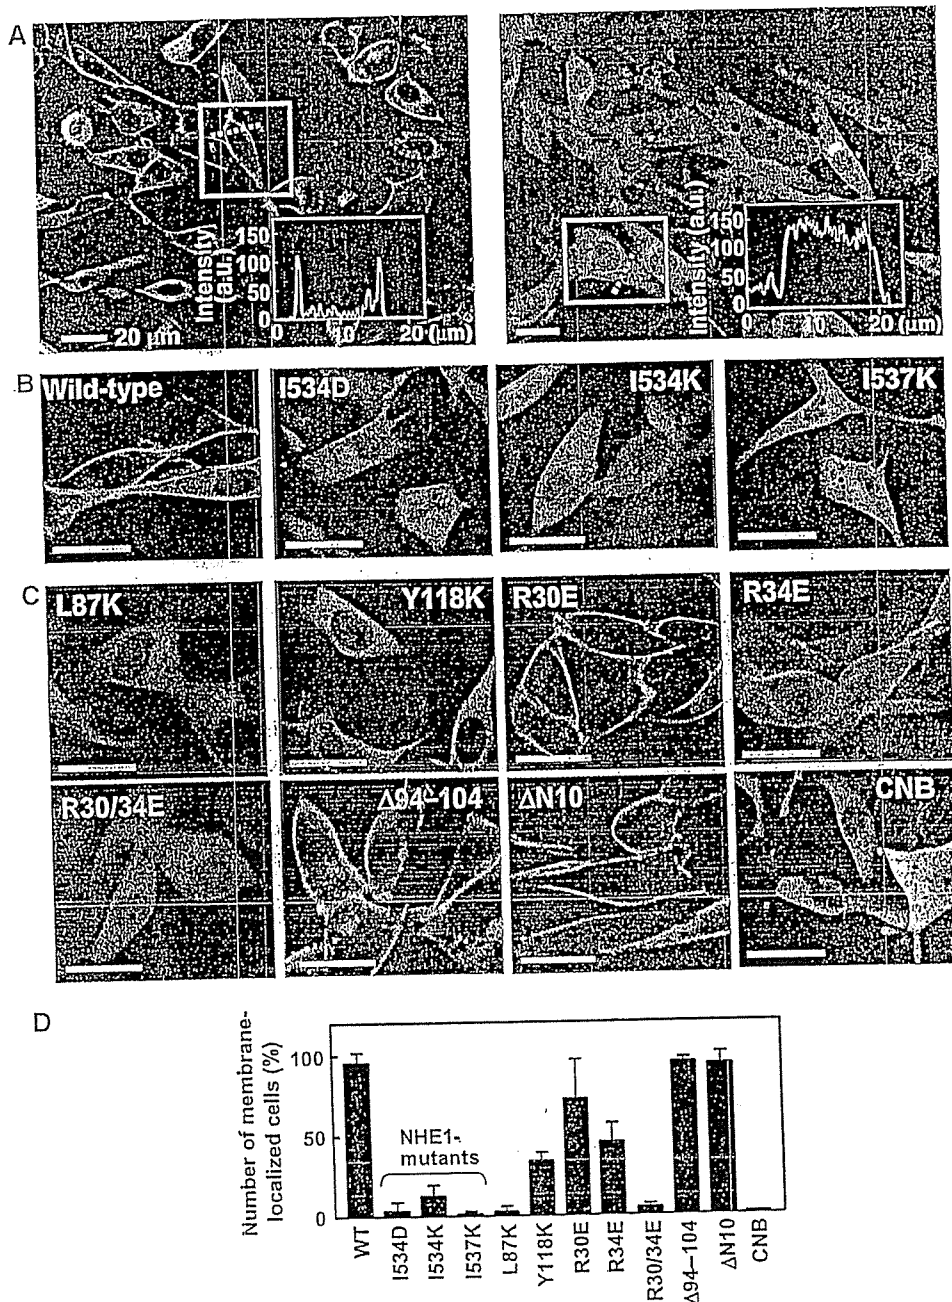 A
Intensity (a.u.)
150
100
50
0
0 10 20 (μm)
20 μm
Intensity (a.u.)
150
100
50
0
0 10 20 (μm)
B
Wild-type
I534D
I534K
I537K
C
L87K
Y118K
R30E
R34E
R30/34E
Δ94–104
ΔN10
CNB
D
Number of membrane-
localized cells (%)
100
50
0
NHE1-
mutants
WT
I534D
I534K
I537K
L87K
Y118K
R30E
R34E
R30/34E
Δ94–104
ΔN10
CNB